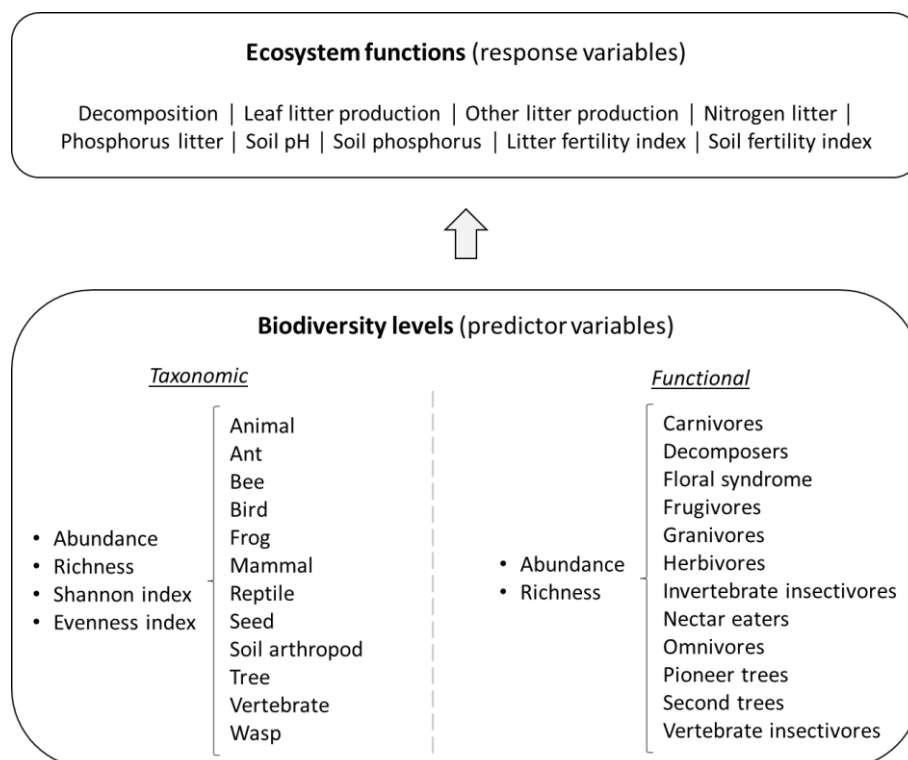 Ecosystem functions (response variables)
Decomposition | Leaf litter production | Other litter production | Nitrogen litter |
Phosphorus litter | Soil pH | Soil phosphorus | Litter fertility index | Soil fertility index
Biodiversity levels (predictor variables)
Taxonomic
• Abundance
• Richness
• Shannon index
• Evenness index
Animal
Ant
Bee
Bird
Frog
Mammal
Reptile
Seed
Soil arthropod
Tree
Vertebrate
Wasp
Functional
• Abundance
• Richness
Carnivores
Decomposers
Floral syndrome
Frugivores
Granivores
Herbivores
Invertebrate insectivores
Nectar eaters
Omnivores
Pioneer trees
Second trees
Vertebrate insectivores